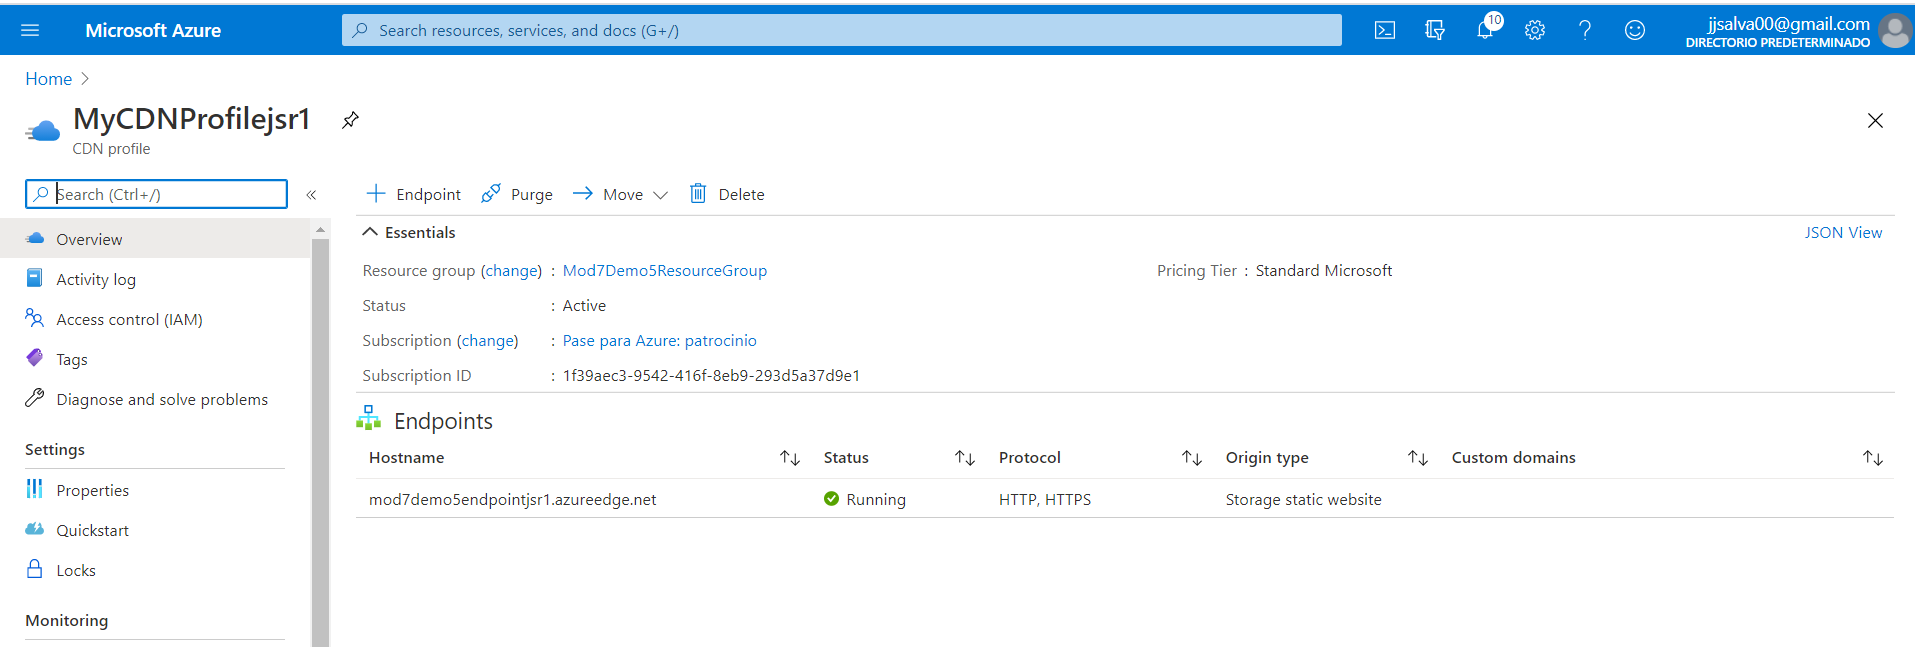 Microsoft Azure
Search resources, services, and docs (G+/)
10
jjsalva00@gmail.com
DIRECTORIO PREDETERMINADO
Home
MyCDNProfilejsr1
CDN profile
Search (Ctrl+/)
«
Endpoint
Purge
Move
Delete
Overview
Activity log
Access control (IAM)
Tags
Diagnose and solve problems
Settings
Properties
Quickstart
Locks
Monitoring
Essentials
JSON View
Resource group (change) : Mod7Demo5ResourceGroup
Pricing Tier : Standard Microsoft
Status : Active
Subscription (change) : Pase para Azure: patrocinio
Subscription ID : 1f39aec3-9542-416f-8eb9-293d5a37d9e1
Endpoints
Hostname Status Protocol Origin type Custom domains
mod7demo5endpointjsr1.azureedge.net Running HTTP, HTTPS Storage static website